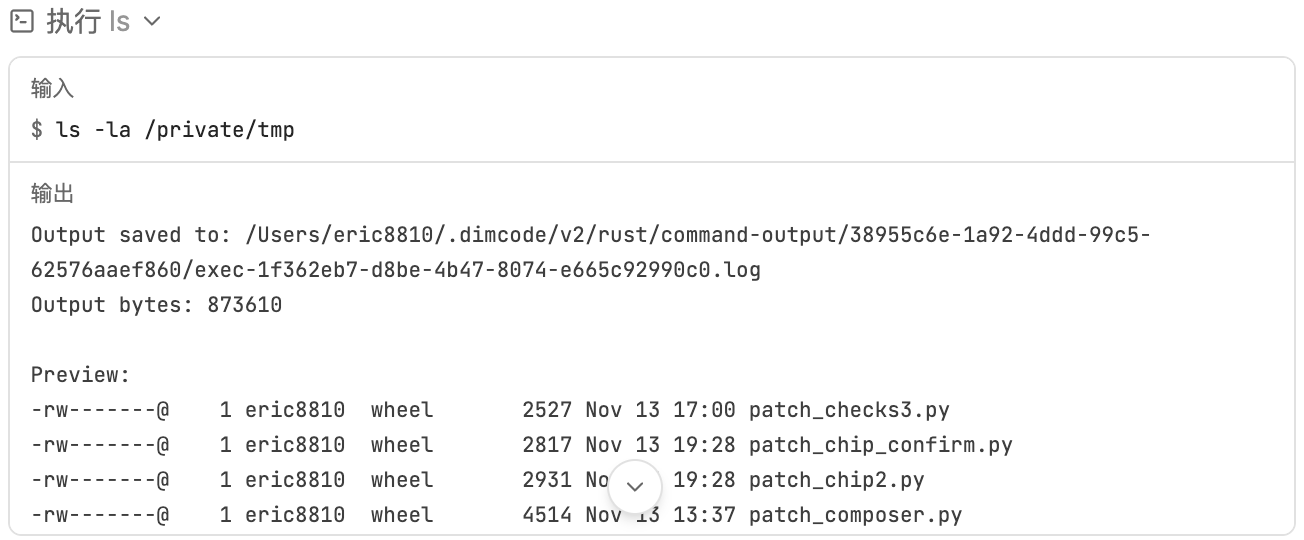 执行 ls
输入
$ ls -la /private/tmp
输出
Output saved to: /Users/eric8810/.dimcode/v2/rust/command-output/38955c6e-1a92-4ddd-99c5-
62576aaef860/exec-1f362eb7-d8be-4b47-8074-e665c92990c0.log
Output bytes: 873610
Preview:
-rw-------@    1 eric8810  wheel       2527 Nov 13 17:00 patch_checks3.py
-rw-------@    1 eric8810  wheel       2817 Nov 13 19:28 patch_chip_confirm.py
-rw-------@    1 eric8810  wheel       2931 No 19:28 patch_chip2.py
-rw-------@    1 eric8810  wheel       4514 Nov 13 13:37 patch_composer.py